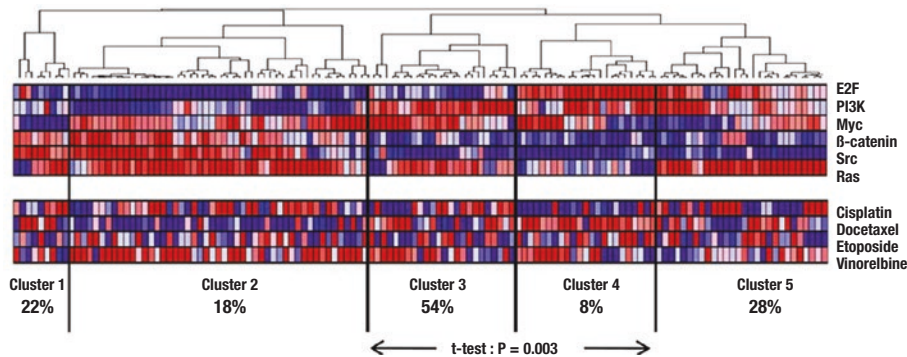 E2F
PI3K
Myc
ß-catenin
Src
Ras
Cisplatin
Docetaxel
Etoposide
Vinorelbine
Cluster 1 Cluster 2 Cluster 3 Cluster 4 Cluster 5
22% 18% 54% 8% 28%
t-test : P = 0.003